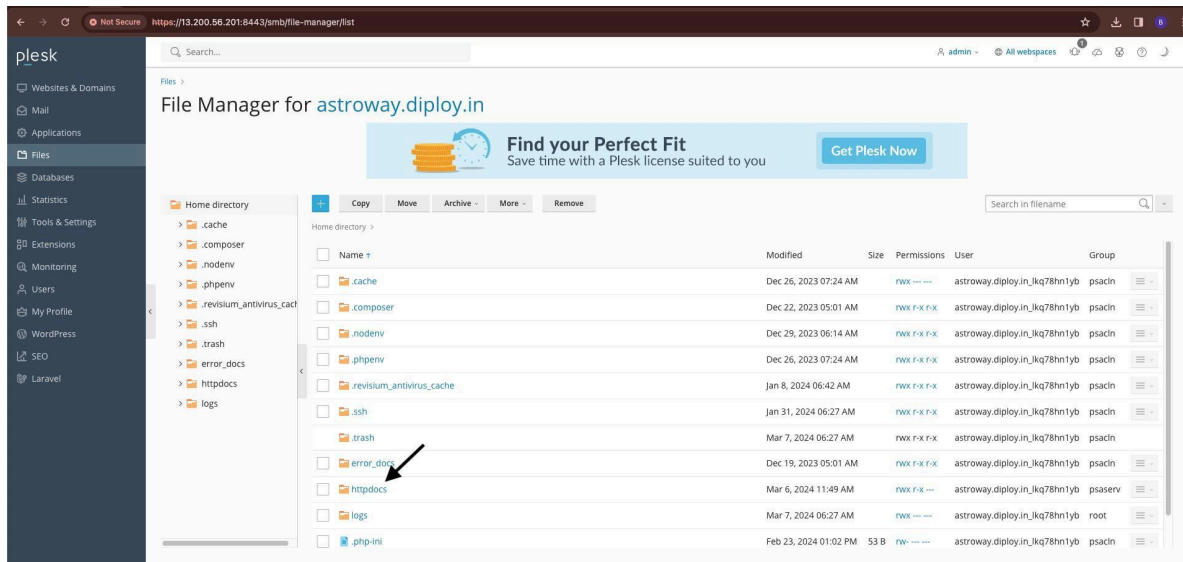 Not Secure https://13.200.56.201:8443/smb/file-manager/list B
plesk
Search...
admin All webspaces 1
Websites & Domains
Mail
Applications
Files
Databases
Statistics
Tools & Settings
Extensions
Monitoring
Users
My Profile
WordPress
SEO
Laravel
Files >
File Manager for astroway.diploy.in
Find your Perfect Fit
Save time with a Plesk license suited to you
Get Plesk Now
Home directory
.cache
.composer
.nodenv
.phpenv
.revisium_antivirus_cach
.ssh
.trash
error_docs
httpdocs
logs
+ Copy Move Archive More Remove Search in filename
Home directory >
Name ↑ Modified Size Permissions User Group
.cache Dec 26, 2023 07:24 AM rwx --- --- astroway.diploy.in_lkq78hn1yb psacln
.composer Dec 22, 2023 05:01 AM rwx r-x r-x astroway.diploy.in_lkq78hn1yb psacln
.nodenv Dec 29, 2023 06:14 AM rwx r-x r-x astroway.diploy.in_lkq78hn1yb psacln
.phpenv Dec 26, 2023 07:24 AM rwx r-x r-x astroway.diploy.in_lkq78hn1yb psacln
.revisium_antivirus_cache Jan 8, 2024 06:42 AM rwx r-x r-x astroway.diploy.in_lkq78hn1yb psacln
.ssh Jan 31, 2024 06:27 AM rwx r-x r-x astroway.diploy.in_lkq78hn1yb psacln
.trash Mar 7, 2024 06:27 AM rwx r-x r-x astroway.diploy.in_lkq78hn1yb psacln
error_docs Dec 19, 2023 05:01 AM rwx r-x r-x astroway.diploy.in_lkq78hn1yb psacln
httpdocs Mar 6, 2024 11:49 AM rwx r-x --- astroway.diploy.in_lkq78hn1yb psaserv
logs Mar 7, 2024 06:27 AM rwx --- --- astroway.diploy.in_lkq78hn1yb root
.php-ini Feb 23, 2024 01:02 PM 53 B rw- --- --- astroway.diploy.in_lkq78hn1yb psacln